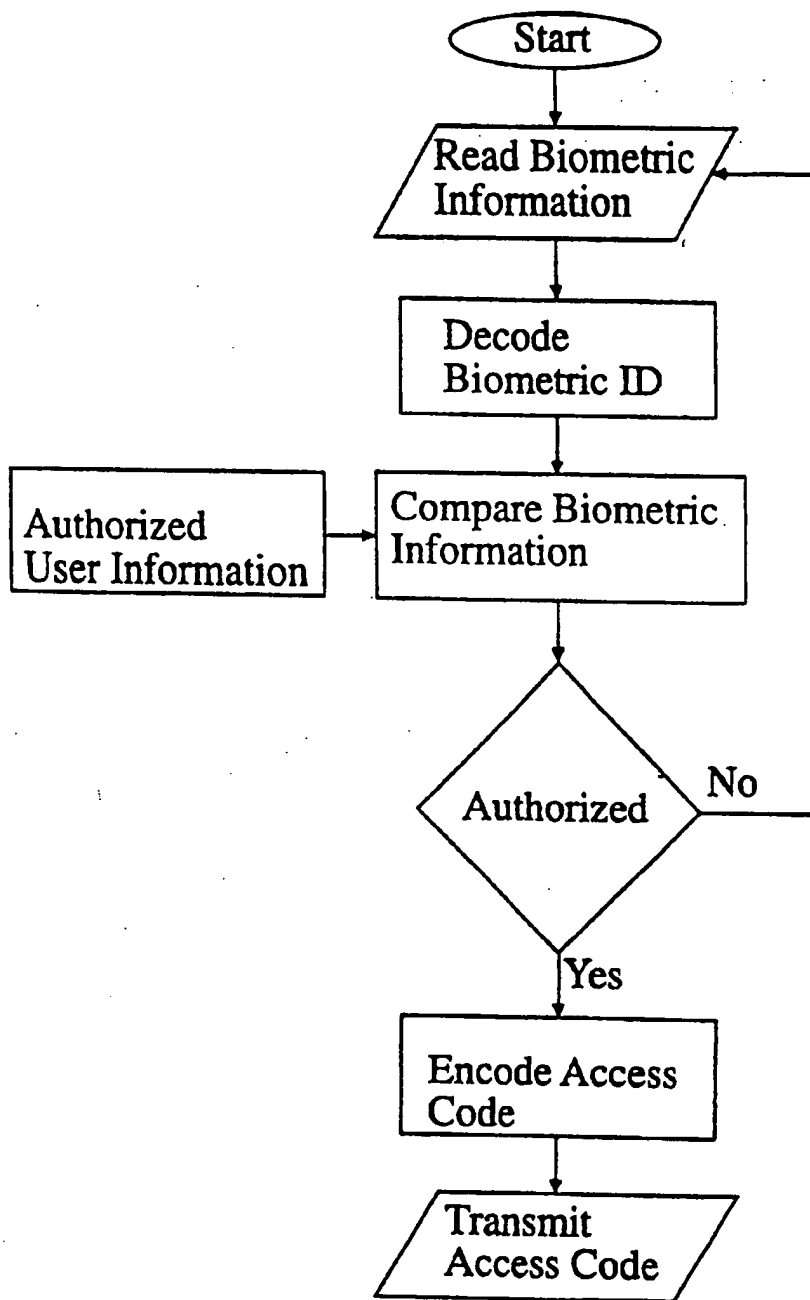 Start
Read Biometric
Information
Decode
Biometric ID
Authorized
User Information
Compare Biometric
Information
Authorized
No
Yes
Encode Access
Code
Transmit
Access Code